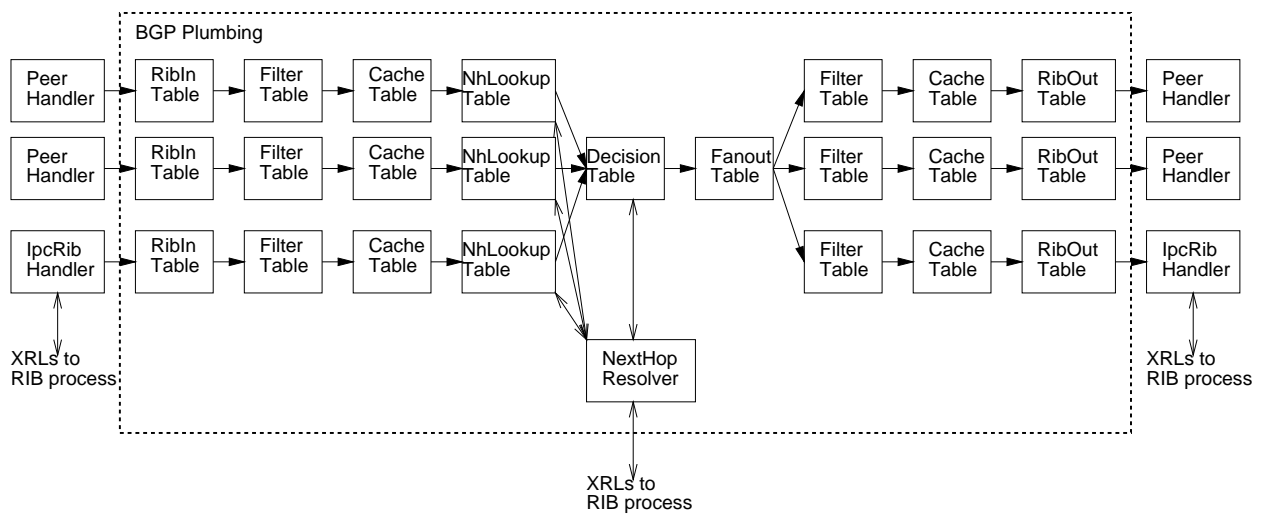 BGP Plumbing
Peer
Handler
RibIn
Table
Filter
Table
Cache
Table
NhLookup
Table
Filter
Table
Cache
Table
RibOut
Table
Peer
Handler
Peer
Handler
RibIn
Table
Filter
Table
Cache
Table
NhLookup
Table
Decision
Table
Fanout
Table
Filter
Table
Cache
Table
RibOut
Table
Peer
Handler
IpcRib
Handler
RibIn
Table
Filter
Table
Cache
Table
NhLookup
Table
Filter
Table
Cache
Table
RibOut
Table
IpcRib
Handler
XRLs to
RIB process
NextHop
Resolver
XRLs to
RIB process
XRLs to
RIB process